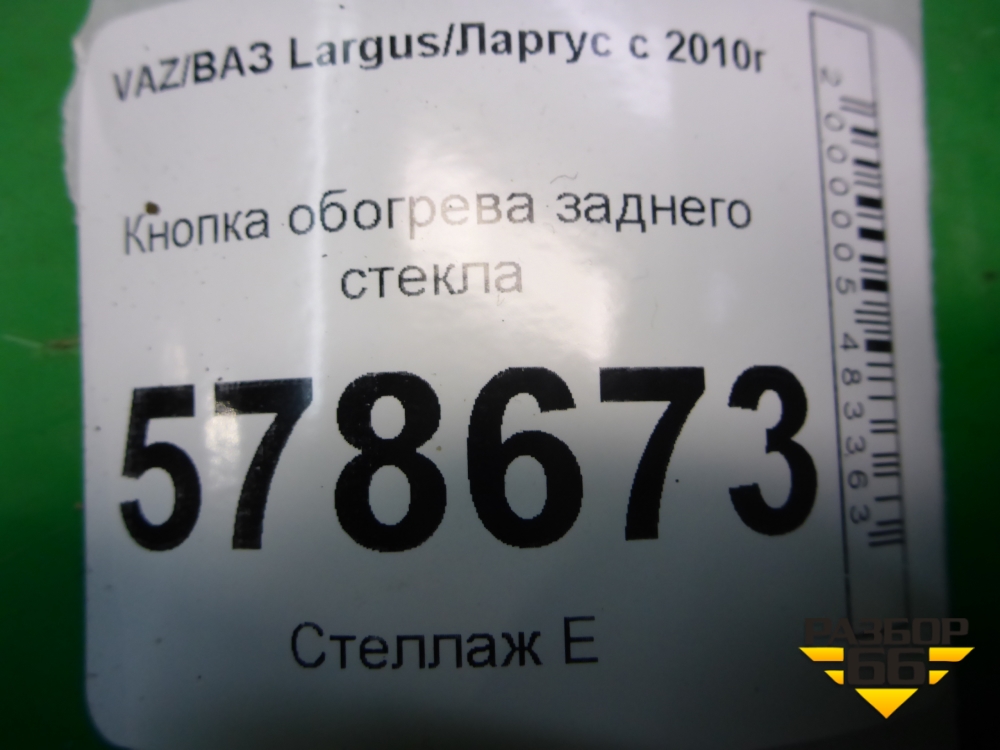 VAZ/ВАЗ Largus/Ларгус с 2010г
Кнопка обогрева заднего
стекла
578673
Стеллаж Е
2000005483363
РАЗБОР
66